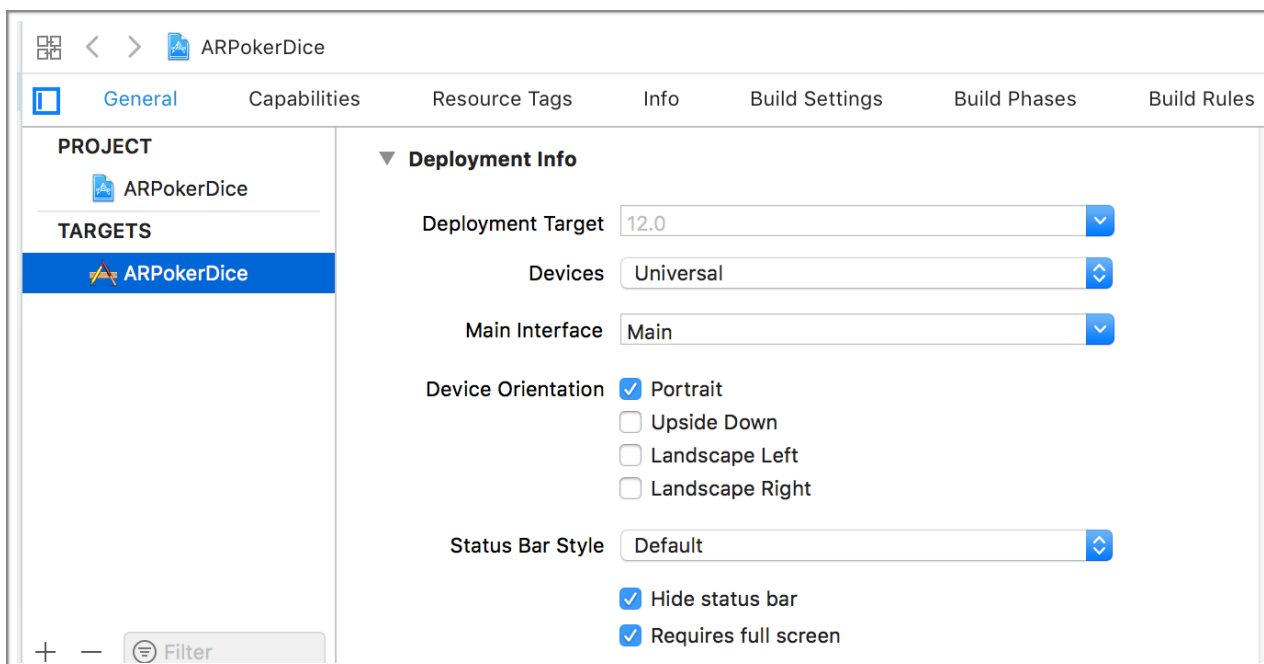 ARPokerDice
General Capabilities Resource Tags Info Build Settings Build Phases Build Rules
PROJECT
ARPokerDice
TARGETS
ARPokerDice
Filter
Deployment Info
Deployment Target 12.0
Devices Universal
Main Interface Main
Device Orientation Portrait
Upside Down
Landscape Left
Landscape Right
Status Bar Style Default
Hide status bar
Requires full screen